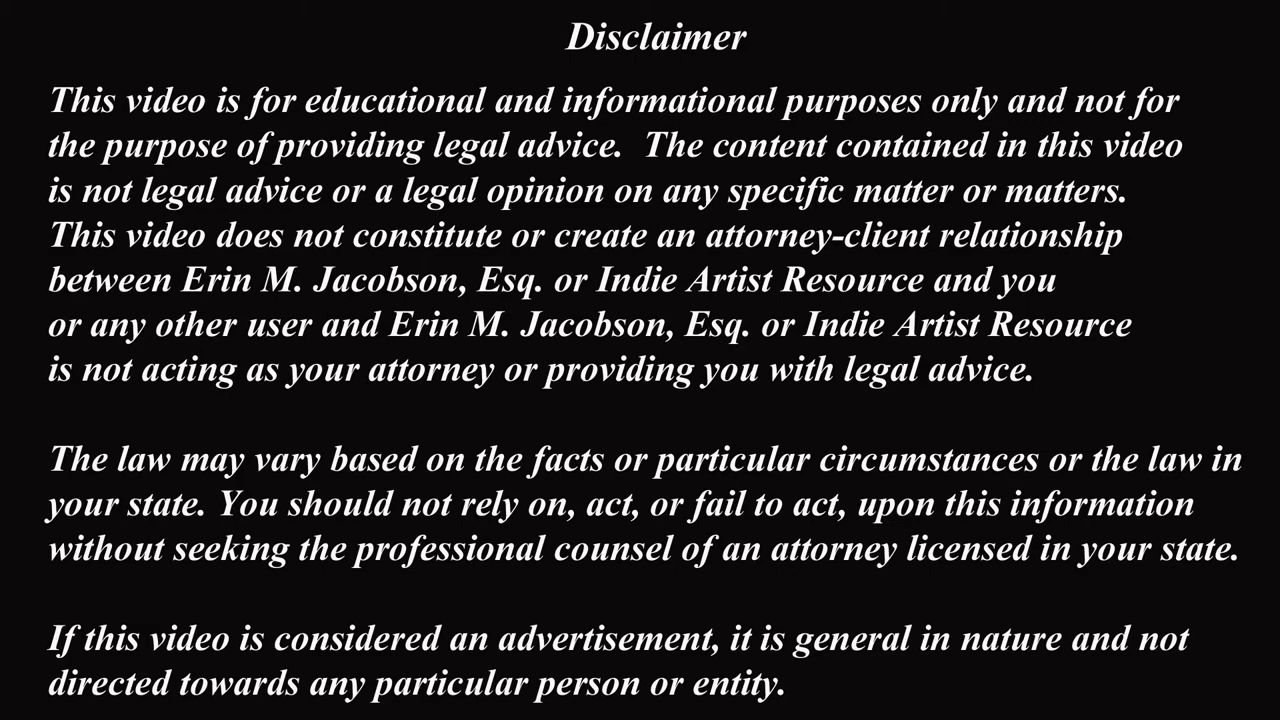 Disclaimer
This video is for educational and informational purposes only and not for
the purpose of providing legal advice.  The content contained in this video
is not legal advice or a legal opinion on any specific matter or matters.
This video does not constitute or create an attorney-client relationship
between Erin M. Jacobson, Esq. or Indie Artist Resource and you
or any other user and Erin M. Jacobson, Esq. or Indie Artist Resource
is not acting as your attorney or providing you with legal advice.
The law may vary based on the facts or particular circumstances or the law in
your state. You should not rely on, act, or fail to act, upon this information
without seeking the professional counsel of an attorney licensed in your state.
If this video is considered an advertisement, it is general in nature and not
directed towards any particular person or entity.